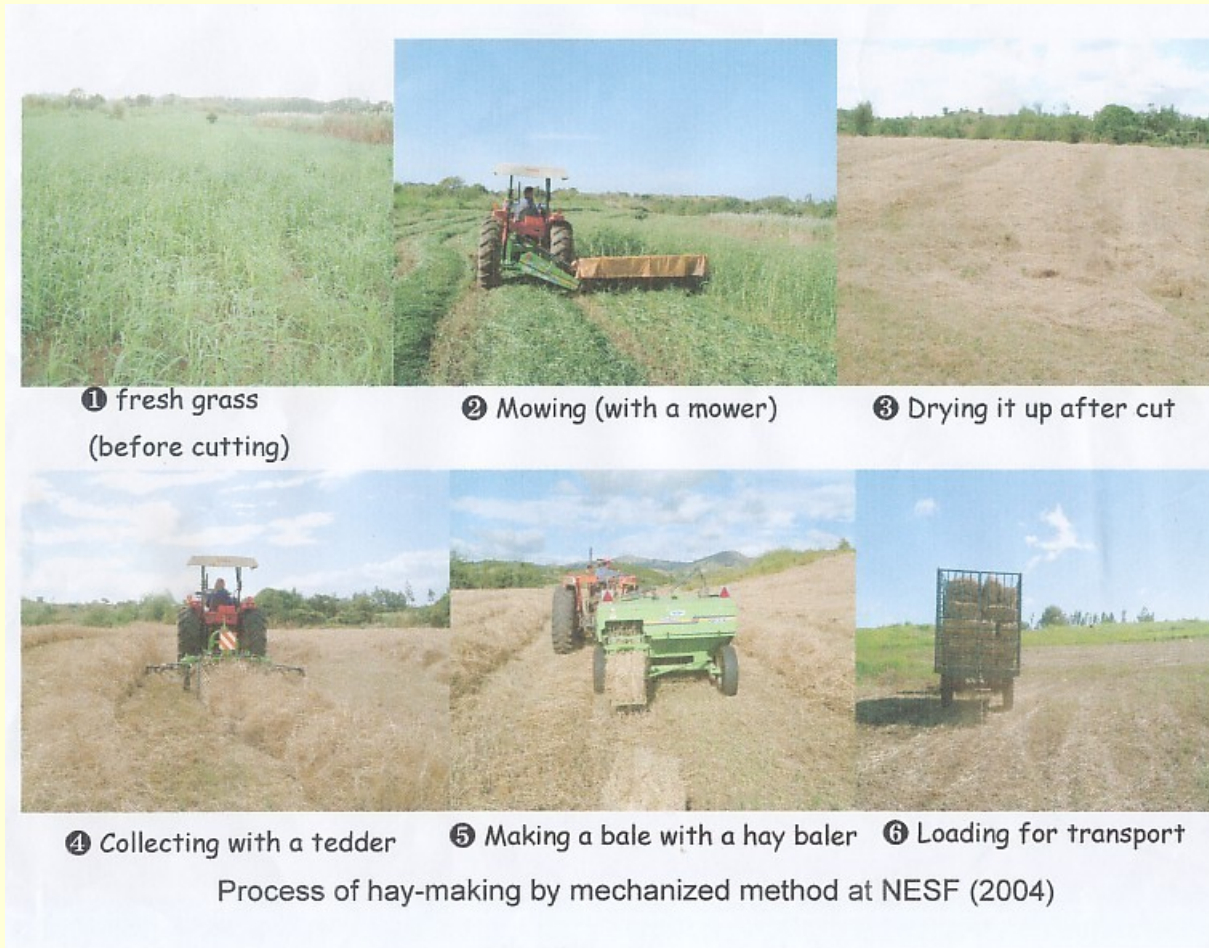 ❶ fresh grass
(before cutting)
❷ Mowing (with a mower)
❸ Drying it up after cut
❹ Collecting with a tedder
❺ Making a bale with a hay baler
❻ Loading for transport
Process of hay-making by mechanized method at NESF (2004)